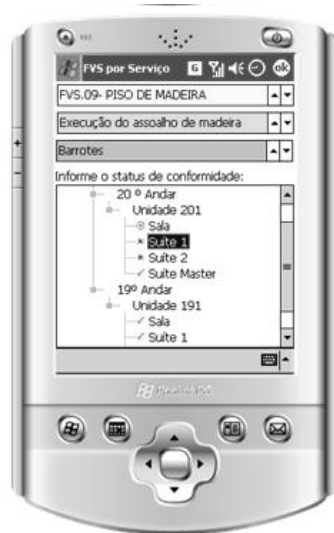 FVS por Serviço
G
ok
FVS.09- PISO DE MADEIRA
Execução do assoalho de madeira
Barrotes
Informe o status de conformidade:
20 º Andar
Unidade 201
Sala
Suíte 1
Suíte 2
Suíte Master
19º Andar
Unidade 191
Sala
Suíte 1